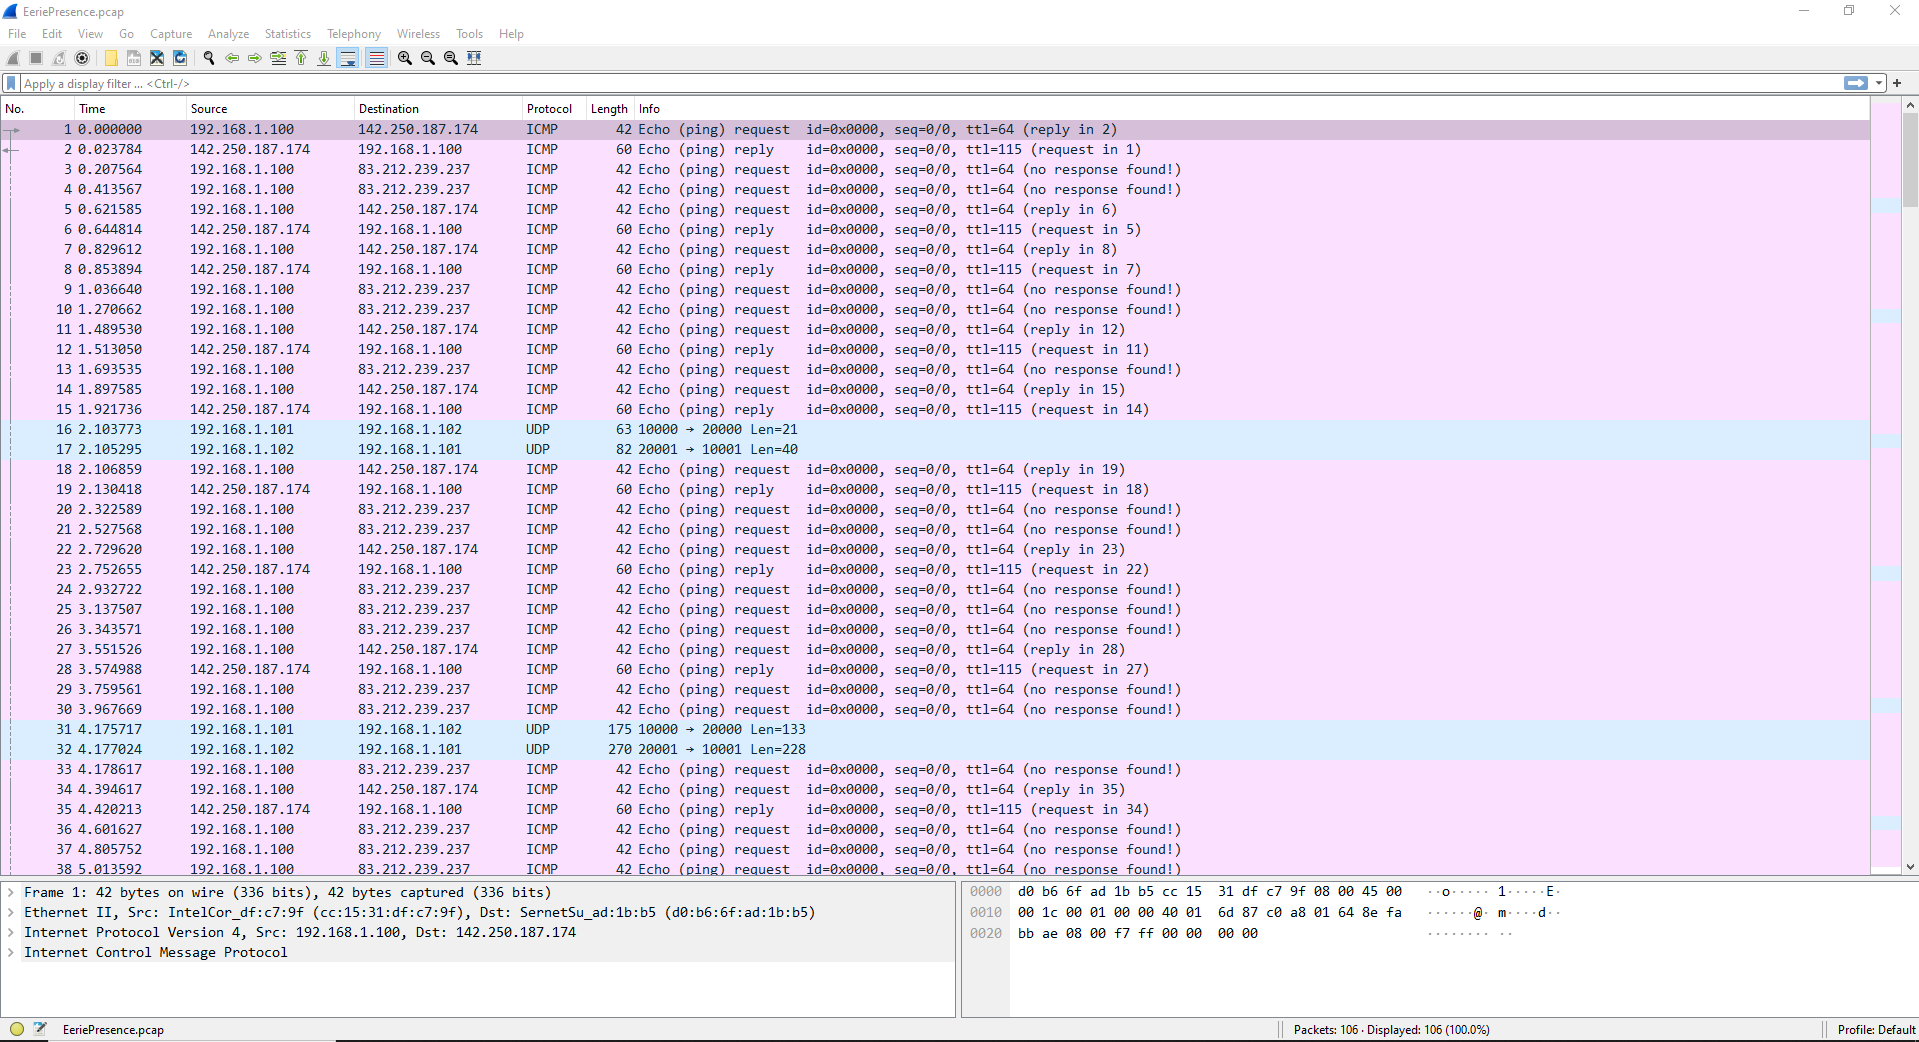 EeriePresence.pcap
File Edit View Go Capture Analyze Statistics Telephony Wireless Tools Help
Apply a display filter ... <Ctrl-/>
No. Time Source Destination Protocol Length Info
1 0.000000 192.168.1.100 142.250.187.174 ICMP 42 Echo (ping) request id=0x0000, seq=0/0, ttl=64 (reply in 2)
2 0.023784 142.250.187.174 192.168.1.100 ICMP 60 Echo (ping) reply id=0x0000, seq=0/0, ttl=115 (request in 1)
3 0.207564 192.168.1.100 83.212.239.237 ICMP 42 Echo (ping) request id=0x0000, seq=0/0, ttl=64 (no response found!)
4 0.413567 192.168.1.100 83.212.239.237 ICMP 42 Echo (ping) request id=0x0000, seq=0/0, ttl=64 (no response found!)
5 0.621585 192.168.1.100 142.250.187.174 ICMP 42 Echo (ping) request id=0x0000, seq=0/0, ttl=64 (reply in 6)
6 0.644814 142.250.187.174 192.168.1.100 ICMP 60 Echo (ping) reply id=0x0000, seq=0/0, ttl=115 (request in 5)
7 0.829612 192.168.1.100 142.250.187.174 ICMP 42 Echo (ping) request id=0x0000, seq=0/0, ttl=64 (reply in 8)
8 0.853894 142.250.187.174 192.168.1.100 ICMP 60 Echo (ping) reply id=0x0000, seq=0/0, ttl=115 (request in 7)
9 1.036640 192.168.1.100 83.212.239.237 ICMP 42 Echo (ping) request id=0x0000, seq=0/0, ttl=64 (no response found!)
10 1.270662 192.168.1.100 83.212.239.237 ICMP 42 Echo (ping) request id=0x0000, seq=0/0, ttl=64 (no response found!)
11 1.489530 192.168.1.100 142.250.187.174 ICMP 42 Echo (ping) request id=0x0000, seq=0/0, ttl=64 (reply in 12)
12 1.513050 142.250.187.174 192.168.1.100 ICMP 60 Echo (ping) reply id=0x0000, seq=0/0, ttl=115 (request in 11)
13 1.693535 192.168.1.100 83.212.239.237 ICMP 42 Echo (ping) request id=0x0000, seq=0/0, ttl=64 (no response found!)
14 1.897585 192.168.1.100 142.250.187.174 ICMP 42 Echo (ping) request id=0x0000, seq=0/0, ttl=64 (reply in 15)
15 1.921736 142.250.187.174 192.168.1.100 ICMP 60 Echo (ping) reply id=0x0000, seq=0/0, ttl=115 (request in 14)
16 2.103773 192.168.1.101 192.168.1.102 UDP 63 10000 → 20000 Len=21
17 2.105295 192.168.1.102 192.168.1.101 UDP 82 20001 → 10001 Len=40
18 2.106859 192.168.1.100 142.250.187.174 ICMP 42 Echo (ping) request id=0x0000, seq=0/0, ttl=64 (reply in 19)
19 2.130418 142.250.187.174 192.168.1.100 ICMP 60 Echo (ping) reply id=0x0000, seq=0/0, ttl=115 (request in 18)
20 2.322589 192.168.1.100 83.212.239.237 ICMP 42 Echo (ping) request id=0x0000, seq=0/0, ttl=64 (no response found!)
21 2.527568 192.168.1.100 83.212.239.237 ICMP 42 Echo (ping) request id=0x0000, seq=0/0, ttl=64 (no response found!)
22 2.729620 192.168.1.100 142.250.187.174 ICMP 42 Echo (ping) request id=0x0000, seq=0/0, ttl=64 (reply in 23)
23 2.752655 142.250.187.174 192.168.1.100 ICMP 60 Echo (ping) reply id=0x0000, seq=0/0, ttl=115 (request in 22)
24 2.932722 192.168.1.100 83.212.239.237 ICMP 42 Echo (ping) request id=0x0000, seq=0/0, ttl=64 (no response found!)
25 3.137507 192.168.1.100 83.212.239.237 ICMP 42 Echo (ping) request id=0x0000, seq=0/0, ttl=64 (no response found!)
26 3.343571 192.168.1.100 83.212.239.237 ICMP 42 Echo (ping) request id=0x0000, seq=0/0, ttl=64 (no response found!)
27 3.551526 192.168.1.100 142.250.187.174 ICMP 42 Echo (ping) request id=0x0000, seq=0/0, ttl=64 (reply in 28)
28 3.574988 142.250.187.174 192.168.1.100 ICMP 60 Echo (ping) reply id=0x0000, seq=0/0, ttl=115 (request in 27)
29 3.759561 192.168.1.100 83.212.239.237 ICMP 42 Echo (ping) request id=0x0000, seq=0/0, ttl=64 (no response found!)
30 3.967669 192.168.1.100 83.212.239.237 ICMP 42 Echo (ping) request id=0x0000, seq=0/0, ttl=64 (no response found!)
31 4.175717 192.168.1.101 192.168.1.102 UDP 175 10000 → 20000 Len=133
32 4.177024 192.168.1.102 192.168.1.101 UDP 270 20001 → 10001 Len=228
33 4.178617 192.168.1.100 83.212.239.237 ICMP 42 Echo (ping) request id=0x0000, seq=0/0, ttl=64 (no response found!)
34 4.394617 192.168.1.100 142.250.187.174 ICMP 42 Echo (ping) request id=0x0000, seq=0/0, ttl=64 (reply in 35)
35 4.420213 142.250.187.174 192.168.1.100 ICMP 60 Echo (ping) reply id=0x0000, seq=0/0, ttl=115 (request in 34)
36 4.601627 192.168.1.100 83.212.239.237 ICMP 42 Echo (ping) request id=0x0000, seq=0/0, ttl=64 (no response found!)
37 4.805752 192.168.1.100 83.212.239.237 ICMP 42 Echo (ping) request id=0x0000, seq=0/0, ttl=64 (no response found!)
38 5.013592 192.168.1.100 83.212.239.237 ICMP 42 Echo (ping) request id=0x0000, seq=0/0, ttl=64 (no response found!)
Frame 1: 42 bytes on wire (336 bits), 42 bytes captured (336 bits)
Ethernet II, Src: IntelCor_df:c7:9f (cc:15:31:df:c7:9f), Dst: SernetSu_ad:1b:b5 (d0:b6:6f:ad:1b:b5)
Internet Protocol Version 4, Src: 192.168.1.100, Dst: 142.250.187.174
Internet Control Message Protocol
0000 d0 b6 6f ad 1b b5 cc 15 31 df c7 9f 08 00 45 00 ··o····· 1·····E·
0010 00 1c 00 01 00 00 40 01 6d 87 c0 a8 01 64 8e fa ······@· m····d··
0020 bb ae 08 00 f7 ff 00 00 00 00 ········ ··
EeriePresence.pcap
Packets: 106 · Displayed: 106 (100.0%)
Profile: Default